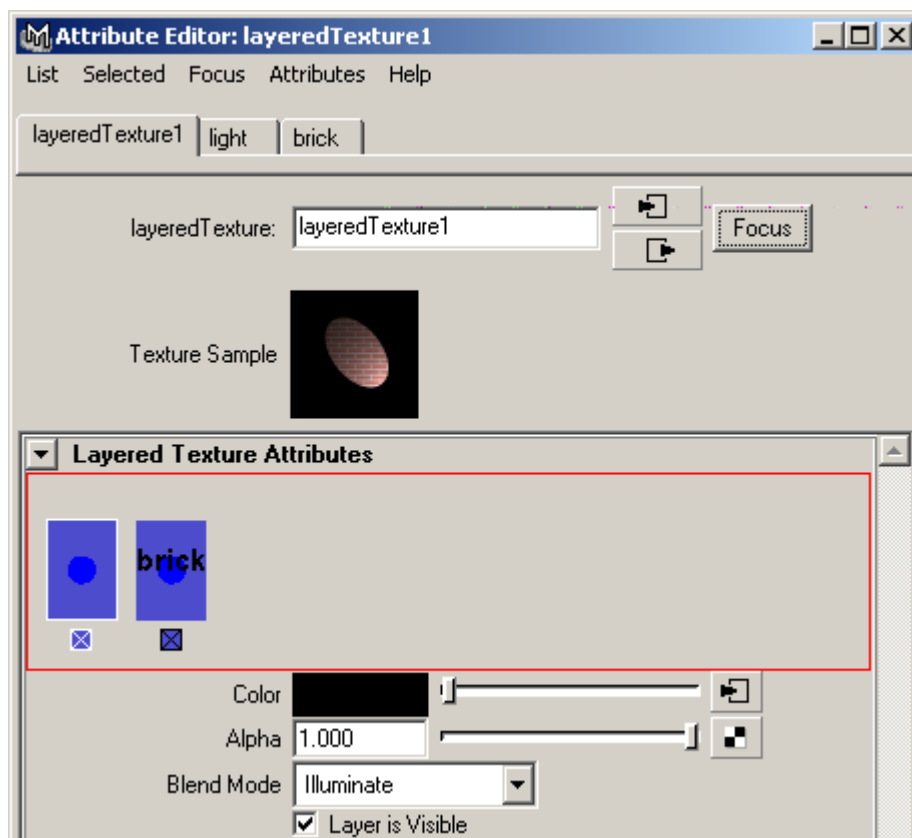 Attribute Editor: layeredTexture1
List Selected Focus Attributes Help
layeredTexture1 light brick
layeredTexture: layeredTexture1 Focus
Texture Sample
Layered Texture Attributes
brick
Color
Alpha 1.000
Blend Mode Illuminate
Layer is Visible